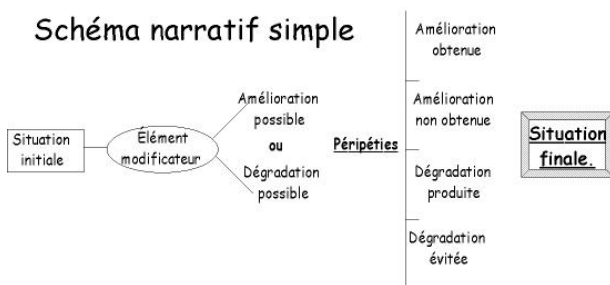 Schéma narratif simple
Situation
initiale
Élément
modificateur
Amélioration
possible
ou
Dégradation
possible
Péripéties
Amélioration
obtenue
Amélioration
non obtenue
Dégradation
produite
Dégradation
évitée
Situation
finale.